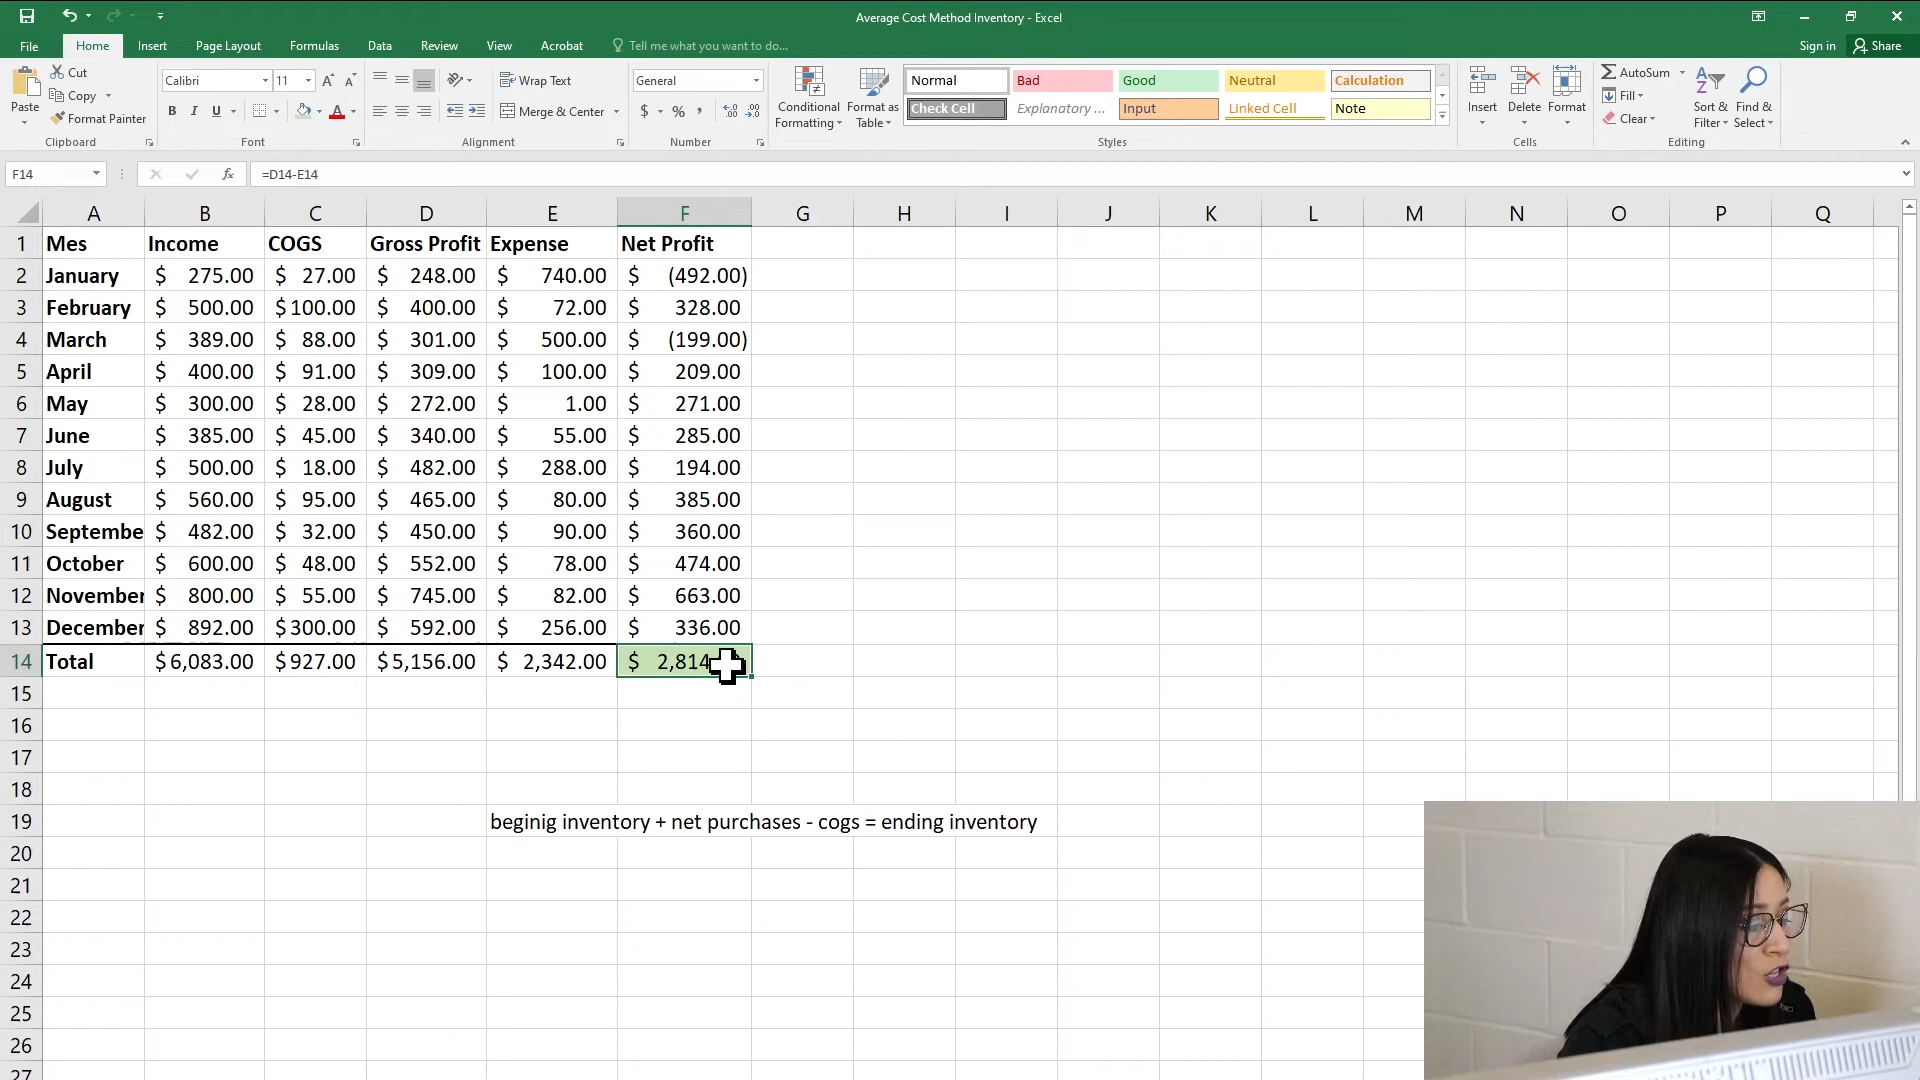 Average Cost Method Inventory - Excel
File Home Insert Page Layout Formulas Data Review View Acrobat Tell me what you want to do... Sign in Share
Paste
Cut
Copy
Format Painter
Clipboard
Calibri 11
B I U
Font
Wrap Text
Merge & Center
Alignment
General
$ % ,
Number
Conditional Formatting
Format as Table
Normal Bad Good Neutral Calculation
Check Cell Explanatory ... Input Linked Cell Note
Styles
Insert Delete Format
Cells
AutoSum
Fill
Clear
Sort & Filter
Find & Select
Editing
F14 fx =D14-E14
A B C D E F G H I J K L M N O P Q
1 Mes Income COGS Gross Profit Expense Net Profit
2 January $ 275.00 $ 27.00 $ 248.00 $ 740.00 $ (492.00)
3 February $ 500.00 $100.00 $ 400.00 $ 72.00 $ 328.00
4 March $ 389.00 $ 88.00 $ 301.00 $ 500.00 $ (199.00)
5 April $ 400.00 $ 91.00 $ 309.00 $ 100.00 $ 209.00
6 May $ 300.00 $ 28.00 $ 272.00 $ 1.00 $ 271.00
7 June $ 385.00 $ 45.00 $ 340.00 $ 55.00 $ 285.00
8 July $ 500.00 $ 18.00 $ 482.00 $ 288.00 $ 194.00
9 August $ 560.00 $ 95.00 $ 465.00 $ 80.00 $ 385.00
10 Septembe $ 482.00 $ 32.00 $ 450.00 $ 90.00 $ 360.00
11 October $ 600.00 $ 48.00 $ 552.00 $ 78.00 $ 474.00
12 November $ 800.00 $ 55.00 $ 745.00 $ 82.00 $ 663.00
13 December $ 892.00 $300.00 $ 592.00 $ 256.00 $ 336.00
14 Total $6,083.00 $927.00 $5,156.00 $ 2,342.00 $ 2,814
15
16
17
18
19 beginig inventory + net purchases - cogs = ending inventory
20
21
22
23
24
25
26
27